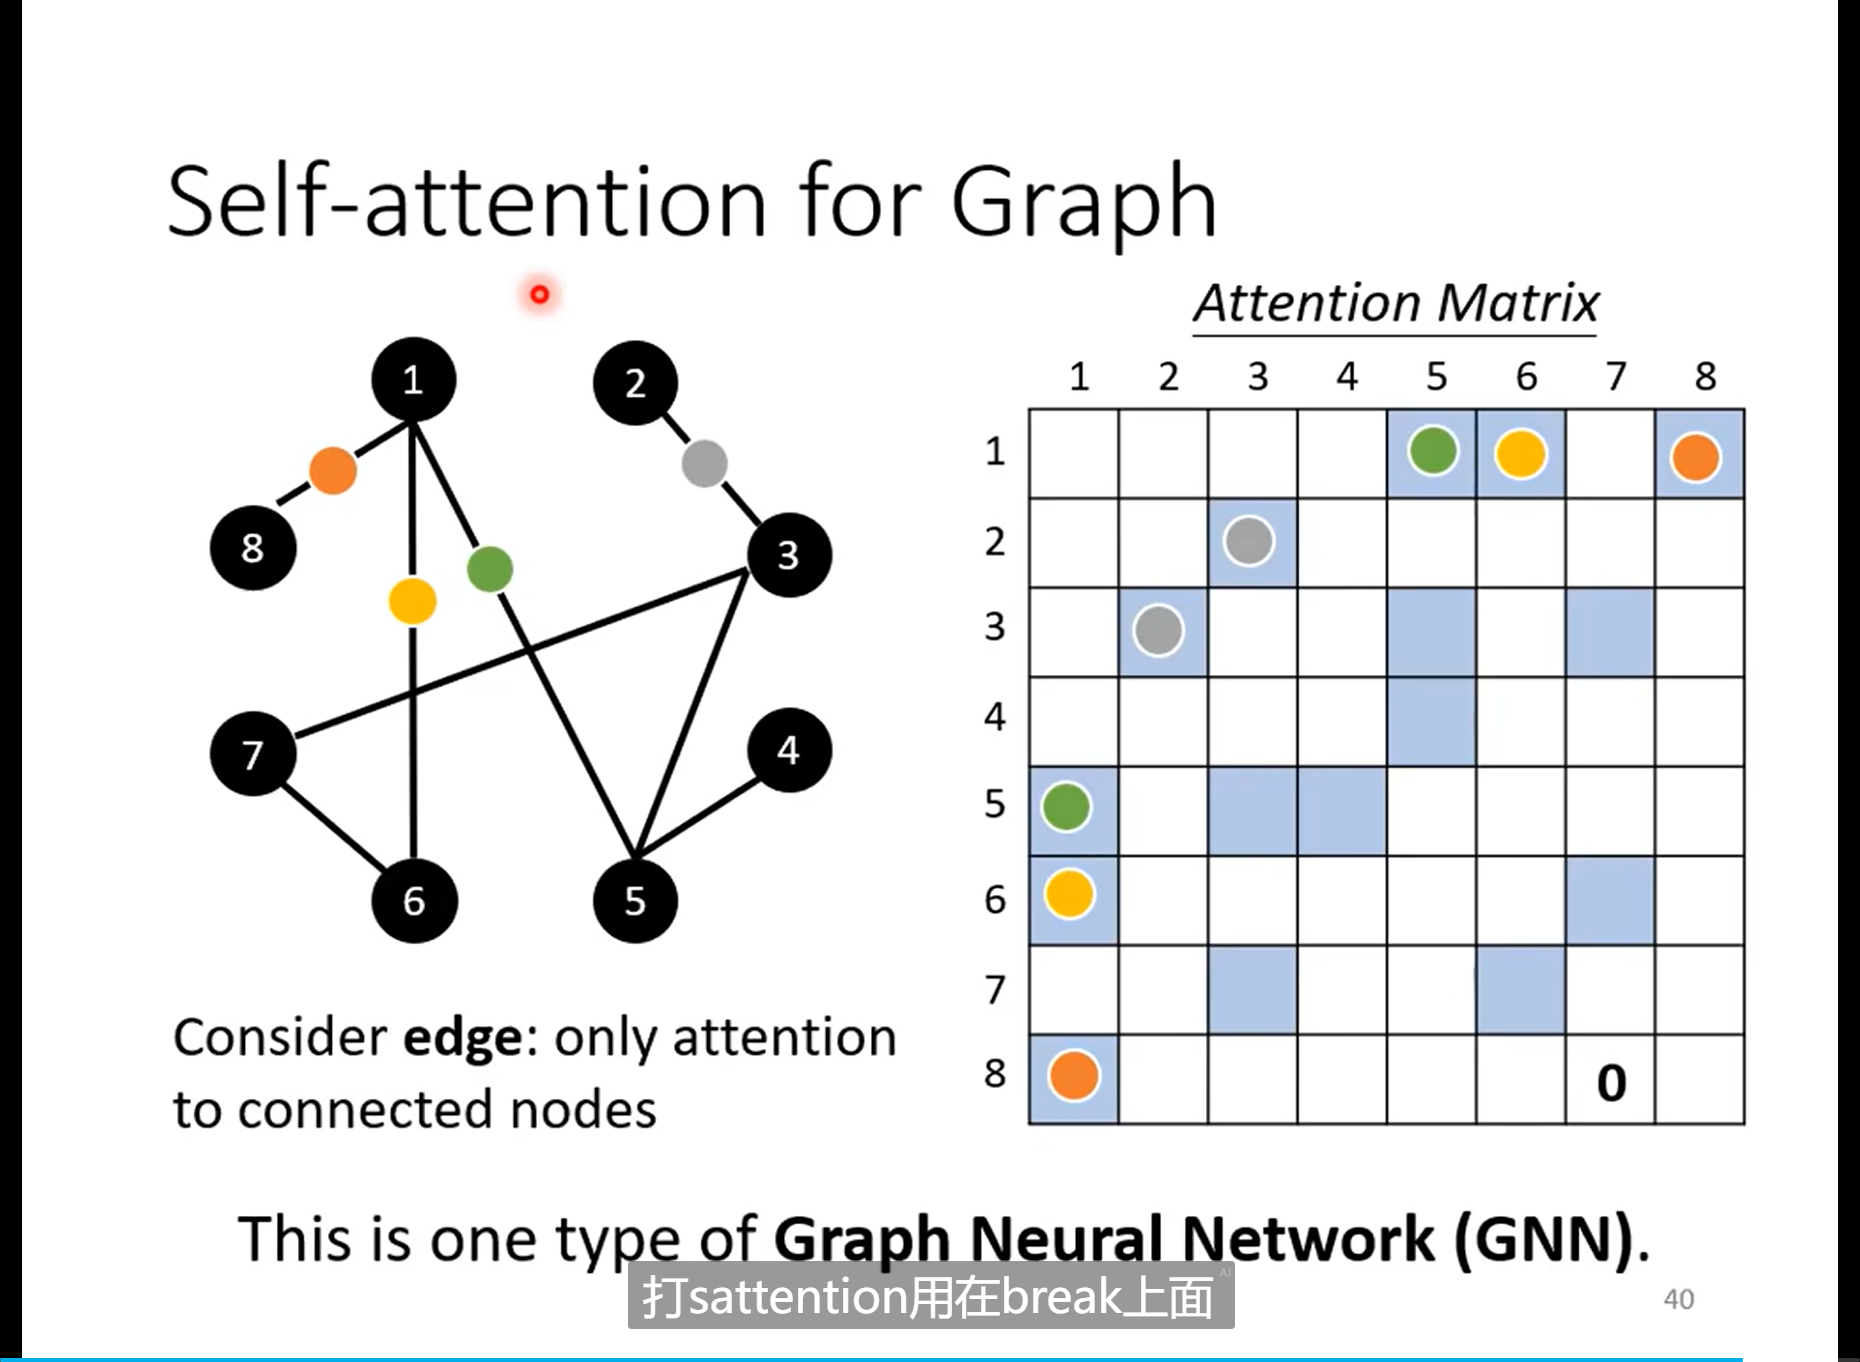 Self-attention for Graph
Attention Matrix
1 2 3 4 5 6 7 8
1
2
3
4
5
6
7
8
0
1
2
8
3
7
4
6
5
Consider edge: only attention
to connected nodes
This is one type of Graph Neural Network (GNN).
AI
打sattention用在break上面
40